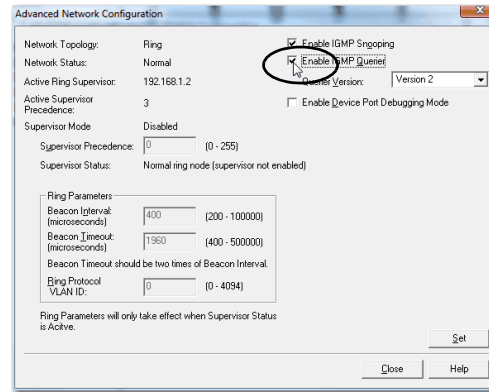 Advanced Network Configuration
Network Topology: Ring
Network Status: Normal
Active Ring Supervisor: 192.168.1.2
Active Supervisor Precedence: 3
Supervisor Mode Disabled
Supervisor Precedence: 0 (0 - 255)
Supervisor Status: Normal ring node (supervisor not enabled)
Ring Parameters
Beacon Interval: (microseconds) 400 (200 - 100000)
Beacon Timeout: (microseconds) 1960 (400 - 500000)
Beacon Timeout should be two times of Beacon Interval.
Ring Protocol VLAN ID: 0 (0 - 4094)
Ring Parameters will only take effect when Supervisor Status
is Acitve.
Enable IGMP Snooping
Enable IGMP Querier
Querier Version: Version 2
Enable Device Port Debugging Mode
Set
Close Help